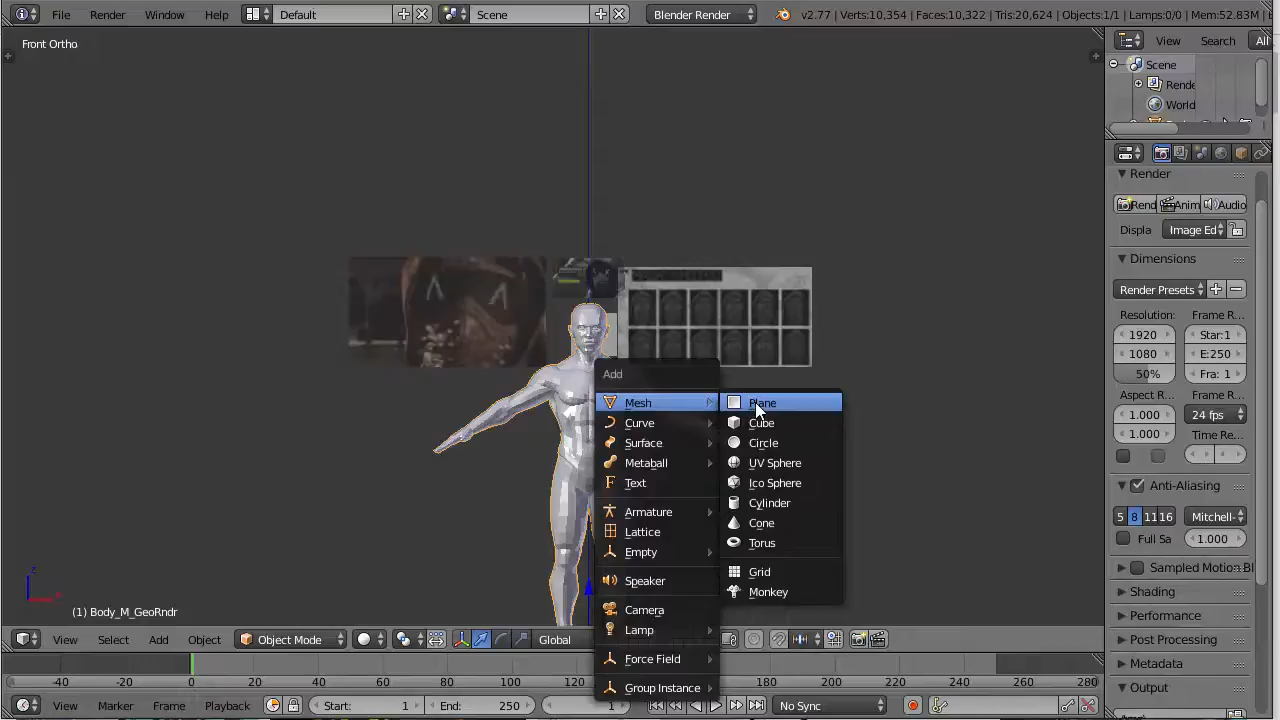 File Render Window Help Default Scene Blender Render v2.77 | Verts:10,354 | Faces:10,322 | Tris:20,624 | Objects:1/1 | Lamps:0/0 | Mem:52.83M |
Front Ortho
View Search All
Scene
Rende
World
Render
Rend Anim Audio
Displa Image Ed
Dimensions
Render Presets
Resolution: Frame R...
1920 Star:1
1080 E:250
50% Fra: 1
Aspect R... Frame R...
1.000 24 fps
1.000 Time Re...
Anti-Aliasing
5 8 11 16 Mitchell-
Full Sa 1.000
Sampled Motion Bl
Shading
Performance
Post Processing
Metadata
Output
Add
Mesh
Curve
Surface
Metaball
Text
Armature
Lattice
Empty
Speaker
Camera
Lamp
Force Field
Group Instance
Plane
Cube
Circle
UV Sphere
Ico Sphere
Cylinder
Cone
Torus
Grid
Monkey
z
x
(1) Body_M_GeoRndr
View Select Add Object Object Mode Global
-40 -20 0 20 40 60 80 100 180 200 220 240 260 280
View Marker Frame Playback Start: 1 End: 250 1 No Sync